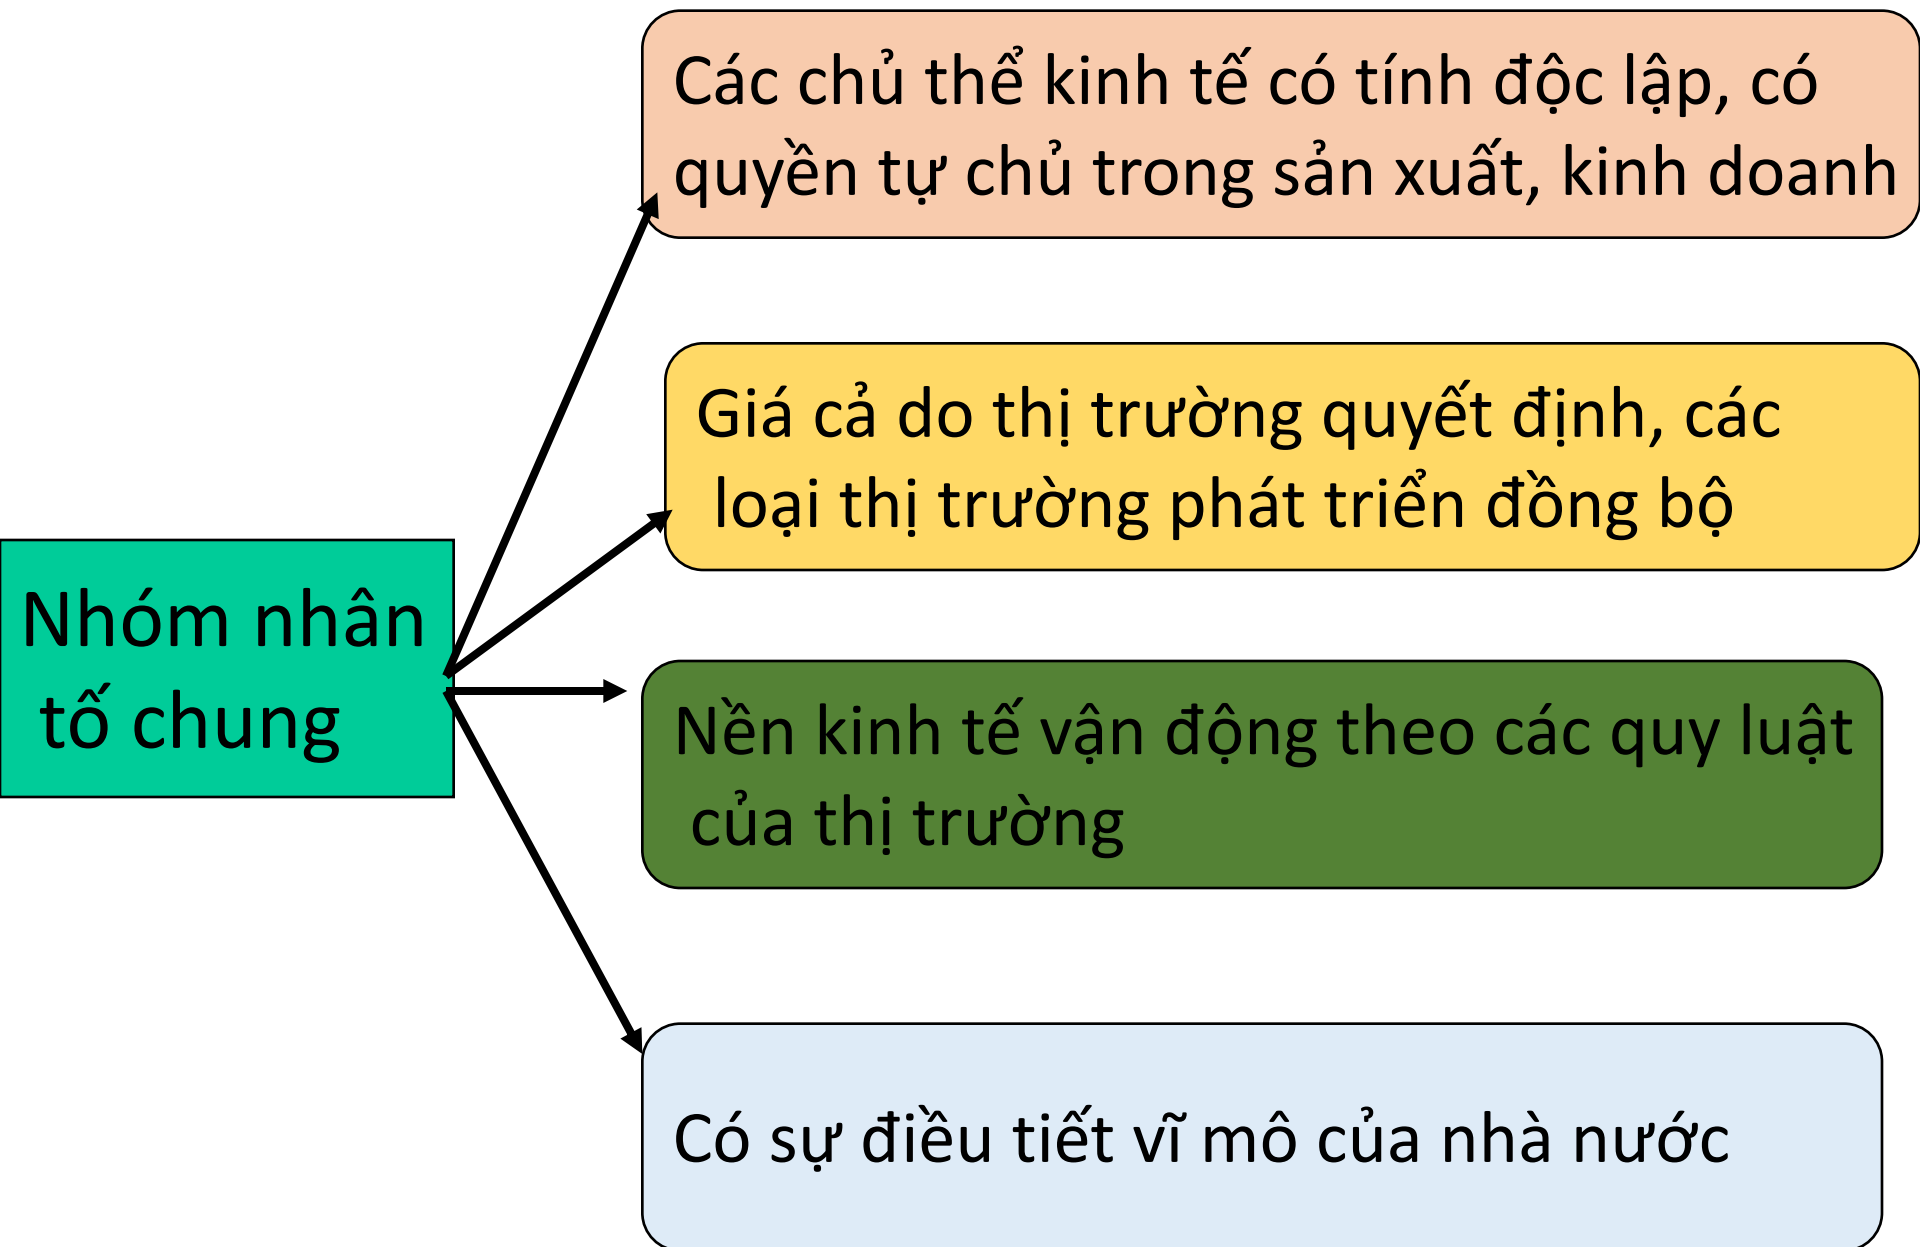 Các chủ thể kinh tế có tính độc lập, có
quyền tự chủ trong sản xuất, kinh doanh
Giá cả do thị trường quyết định, các
loại thị trường phát triển đồng bộ
Nhóm nhân
tố chung
Nền kinh tế vận động theo các quy luật
của thị trường
Có sự điều tiết vĩ mô của nhà nước